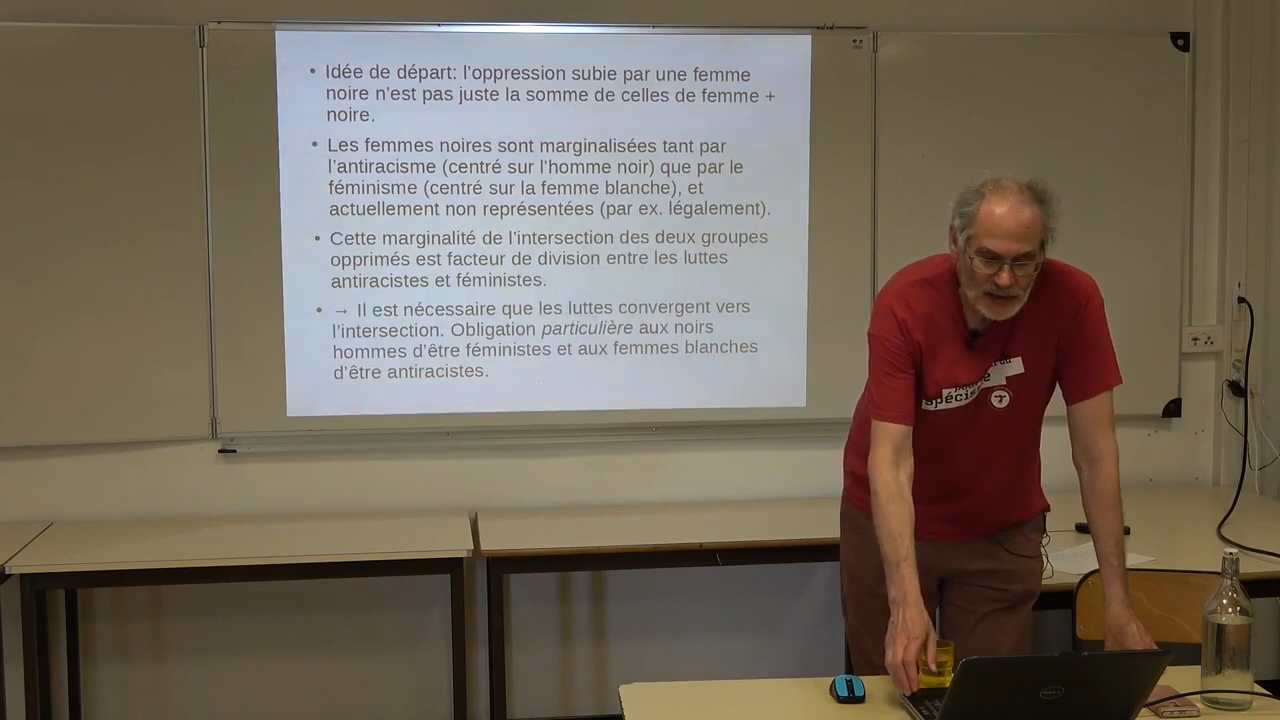 • Idée de départ: l'oppression subie par une femme
noire n'est pas juste la somme de celles de femme +
noire.
• Les femmes noires sont marginalisées tant par
l'antiracisme (centré sur l'homme noir) que par le
féminisme (centré sur la femme blanche), et
actuellement non représentées (par ex. légalement).
• Cette marginalité de l'intersection des deux groupes
opprimés est facteur de division entre les luttes
antiracistes et féministes.
• → Il est nécessaire que les luttes convergent vers
l'intersection. Obligation particulière aux noirs
hommes d'être féministes et aux femmes blanches
d'être antiracistes.
DELL